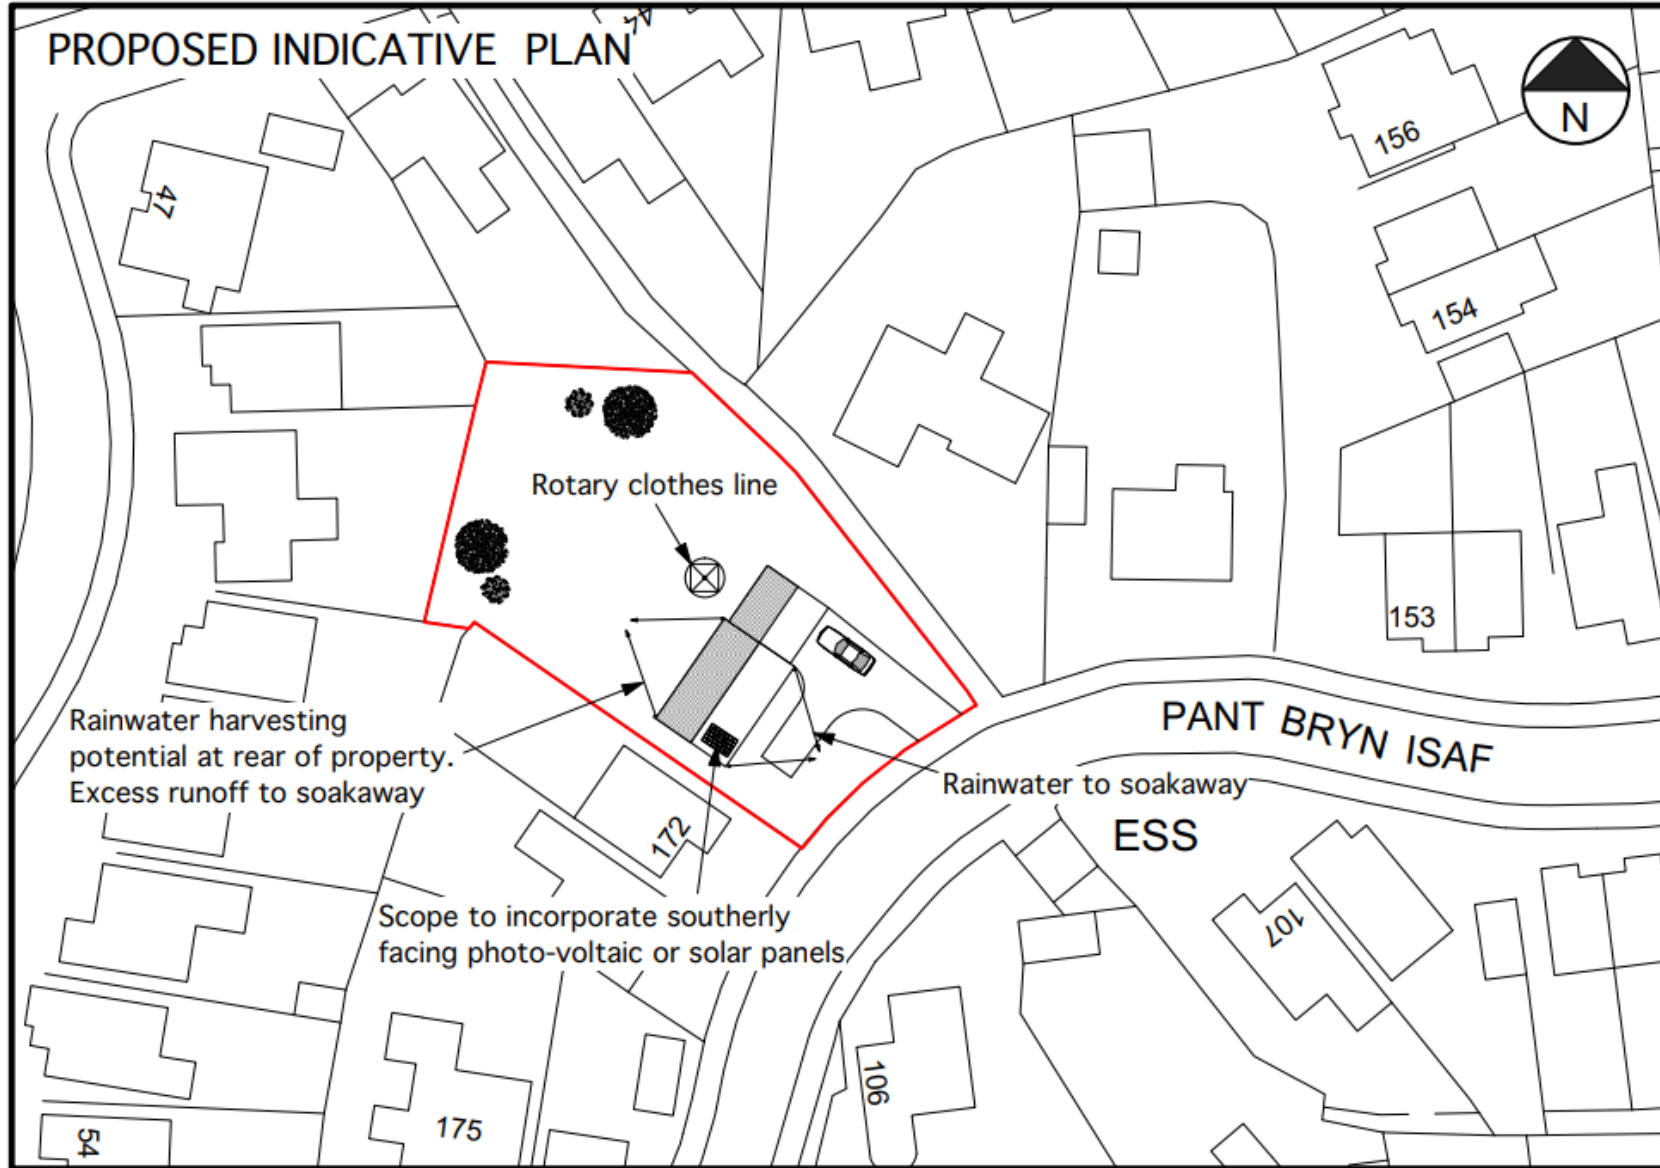 PROPOSED INDICATIVE PLAN
44
N
156
47
154
Rotary clothes line
153
Rainwater harvesting
potential at rear of property.
Excess runoff to soakaway
PANT BRYN ISAF
Rainwater to soakaway
ESS
172
Scope to incorporate southerly
facing photo-voltaic or solar panels
107
106
175
54